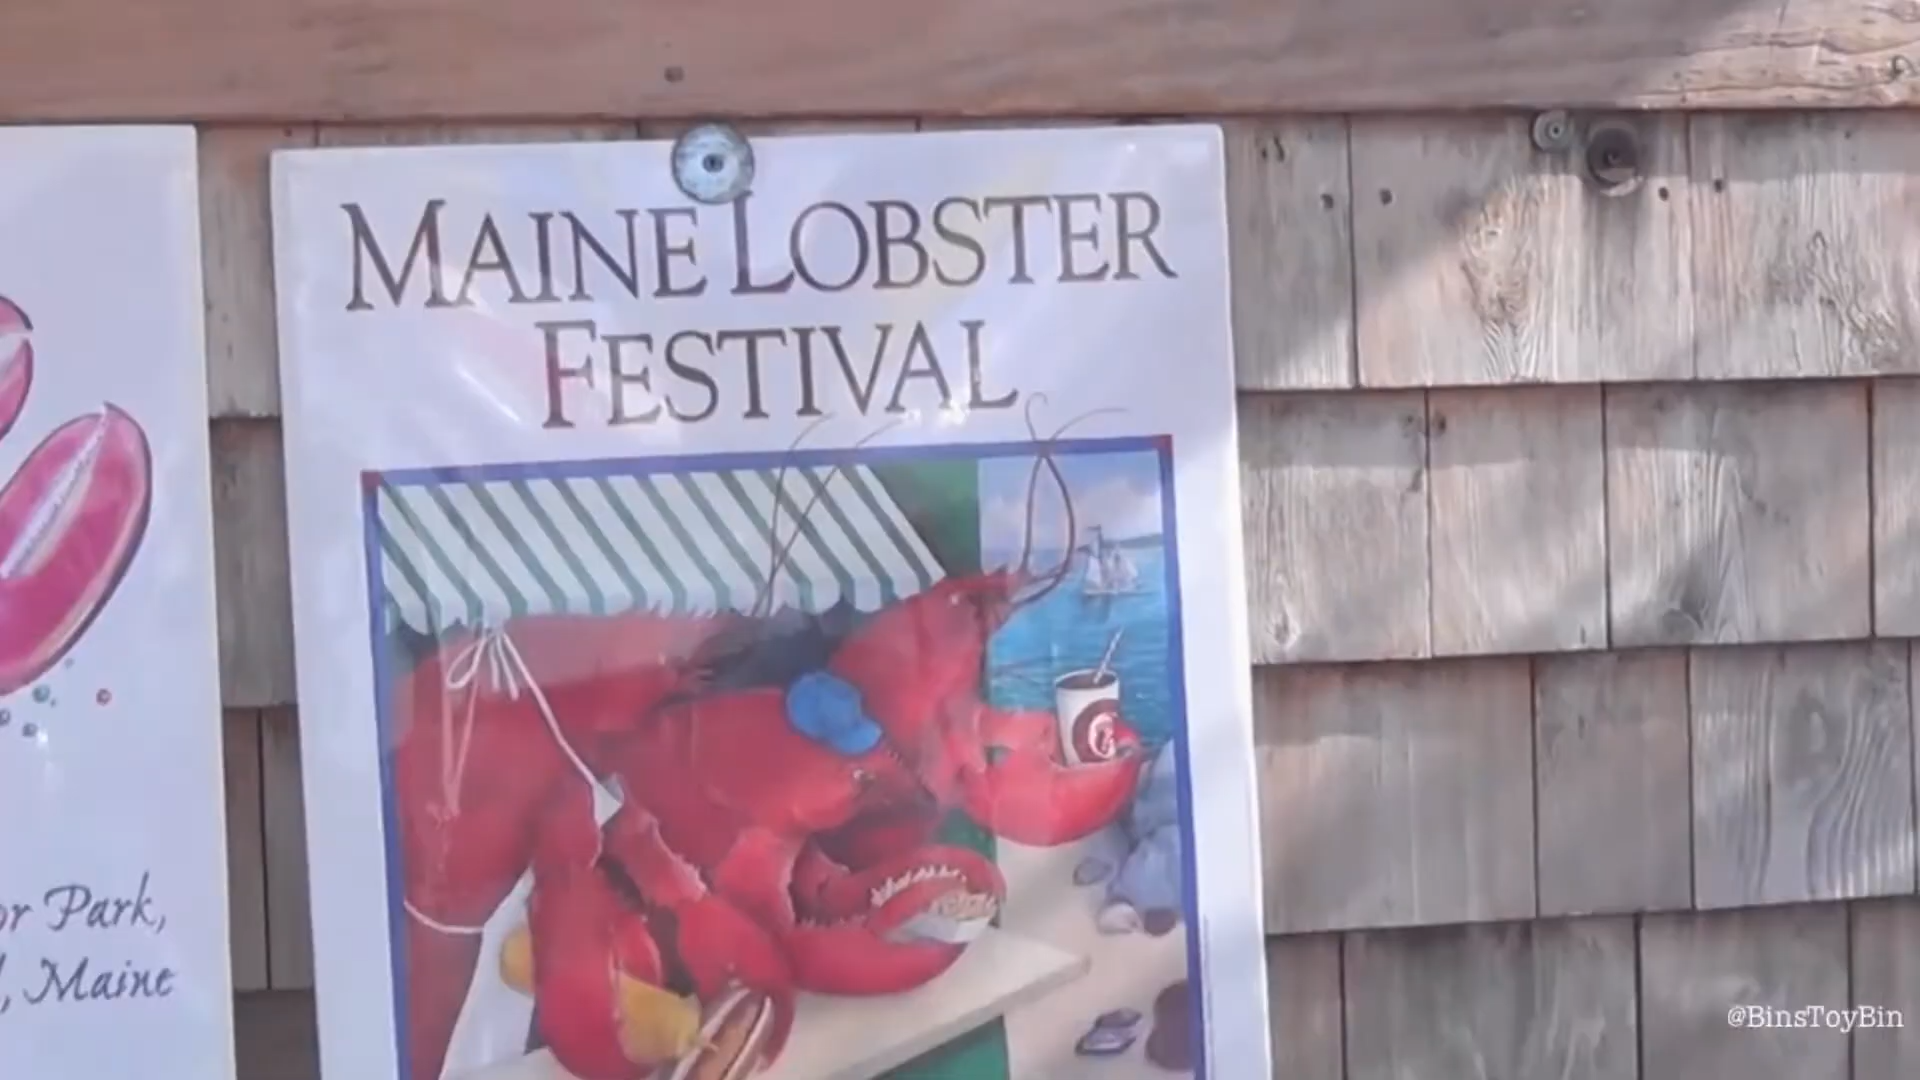 MAINE LOBSTER
FESTIVAL
or Park,
, Maine
@BinsToyBin